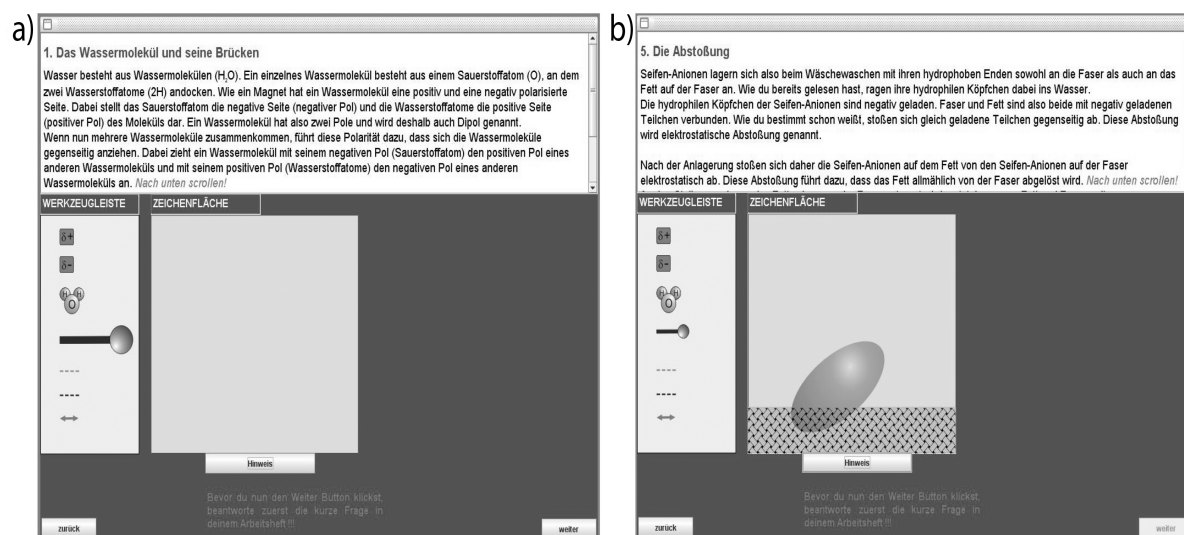 a)
1. Das Wassermolekül und seine Brücken
Wasser besteht aus Wassermolekülen (H2O). Ein einzelnes Wassermolekül besteht aus einem Sauerstoffatom (O), an dem
zwei Wasserstoffatome (2H) andocken. Wie ein Magnet hat ein Wassermolekül eine positiv und eine negativ polarisierte
Seite. Dabei stellt das Sauerstoffatom die negative Seite (negativer Pol) und die Wasserstoffatome die positive Seite
(positiver Pol) des Moleküls dar. Ein Wassermolekül hat also zwei Pole und wird deshalb auch Dipol genannt.
Wenn nun mehrere Wassermoleküle zusammenkommen, führt diese Polarität dazu, dass sich die Wassermoleküle
gegenseitig anziehen. Dabei zieht ein Wassermolekül mit seinem negativen Pol (Sauerstoffatom) den positiven Pol eines
anderen Wassermoleküls und mit seinem positiven Pol (Wasserstoffatome) den negativen Pol eines anderen
Wassermoleküls an. Nach unten scrollen!
WERKZEUGLEISTE
ZEICHENFLÄCHE
δ+
δ-
H H
O
Hinweis
Bevor du nun den Weiter Button klickst,
beantworte zuerst die kurze Frage in
deinem Arbeitsheft !!!
zurück
weiter
b)
5. Die Abstoßung
Seifen-Anionen lagern sich also beim Wäschewaschen mit ihren hydrophoben Enden sowohl an die Faser als auch an das
Fett auf der Faser an. Wie du bereits gelesen hast, ragen ihre hydrophilen Köpfchen dabei ins Wasser.
Die hydrophilen Köpfchen der Seifen-Anionen sind negativ geladen. Faser und Fett sind also beide mit negativ geladenen
Teilchen verbunden. Wie du bestimmt schon weißt, stoßen sich gleich geladene Teilchen gegenseitig ab. Diese Abstoßung
wird elektrostatische Abstoßung genannt.
Nach der Anlagerung stoßen sich daher die Seifen-Anionen auf dem Fett von den Seifen-Anionen auf der Faser
elektrostatisch ab. Diese Abstoßung führt dazu, dass das Fett allmählich von der Faser abgelöst wird. Nach unten scrollen!
WERKZEUGLEISTE
ZEICHENFLÄCHE
δ+
δ-
H H
O
Hinweis
Bevor du nun den Weiter Button klickst,
beantworte zuerst die kurze Frage in
deinem Arbeitsheft !!!
zurück
weiter